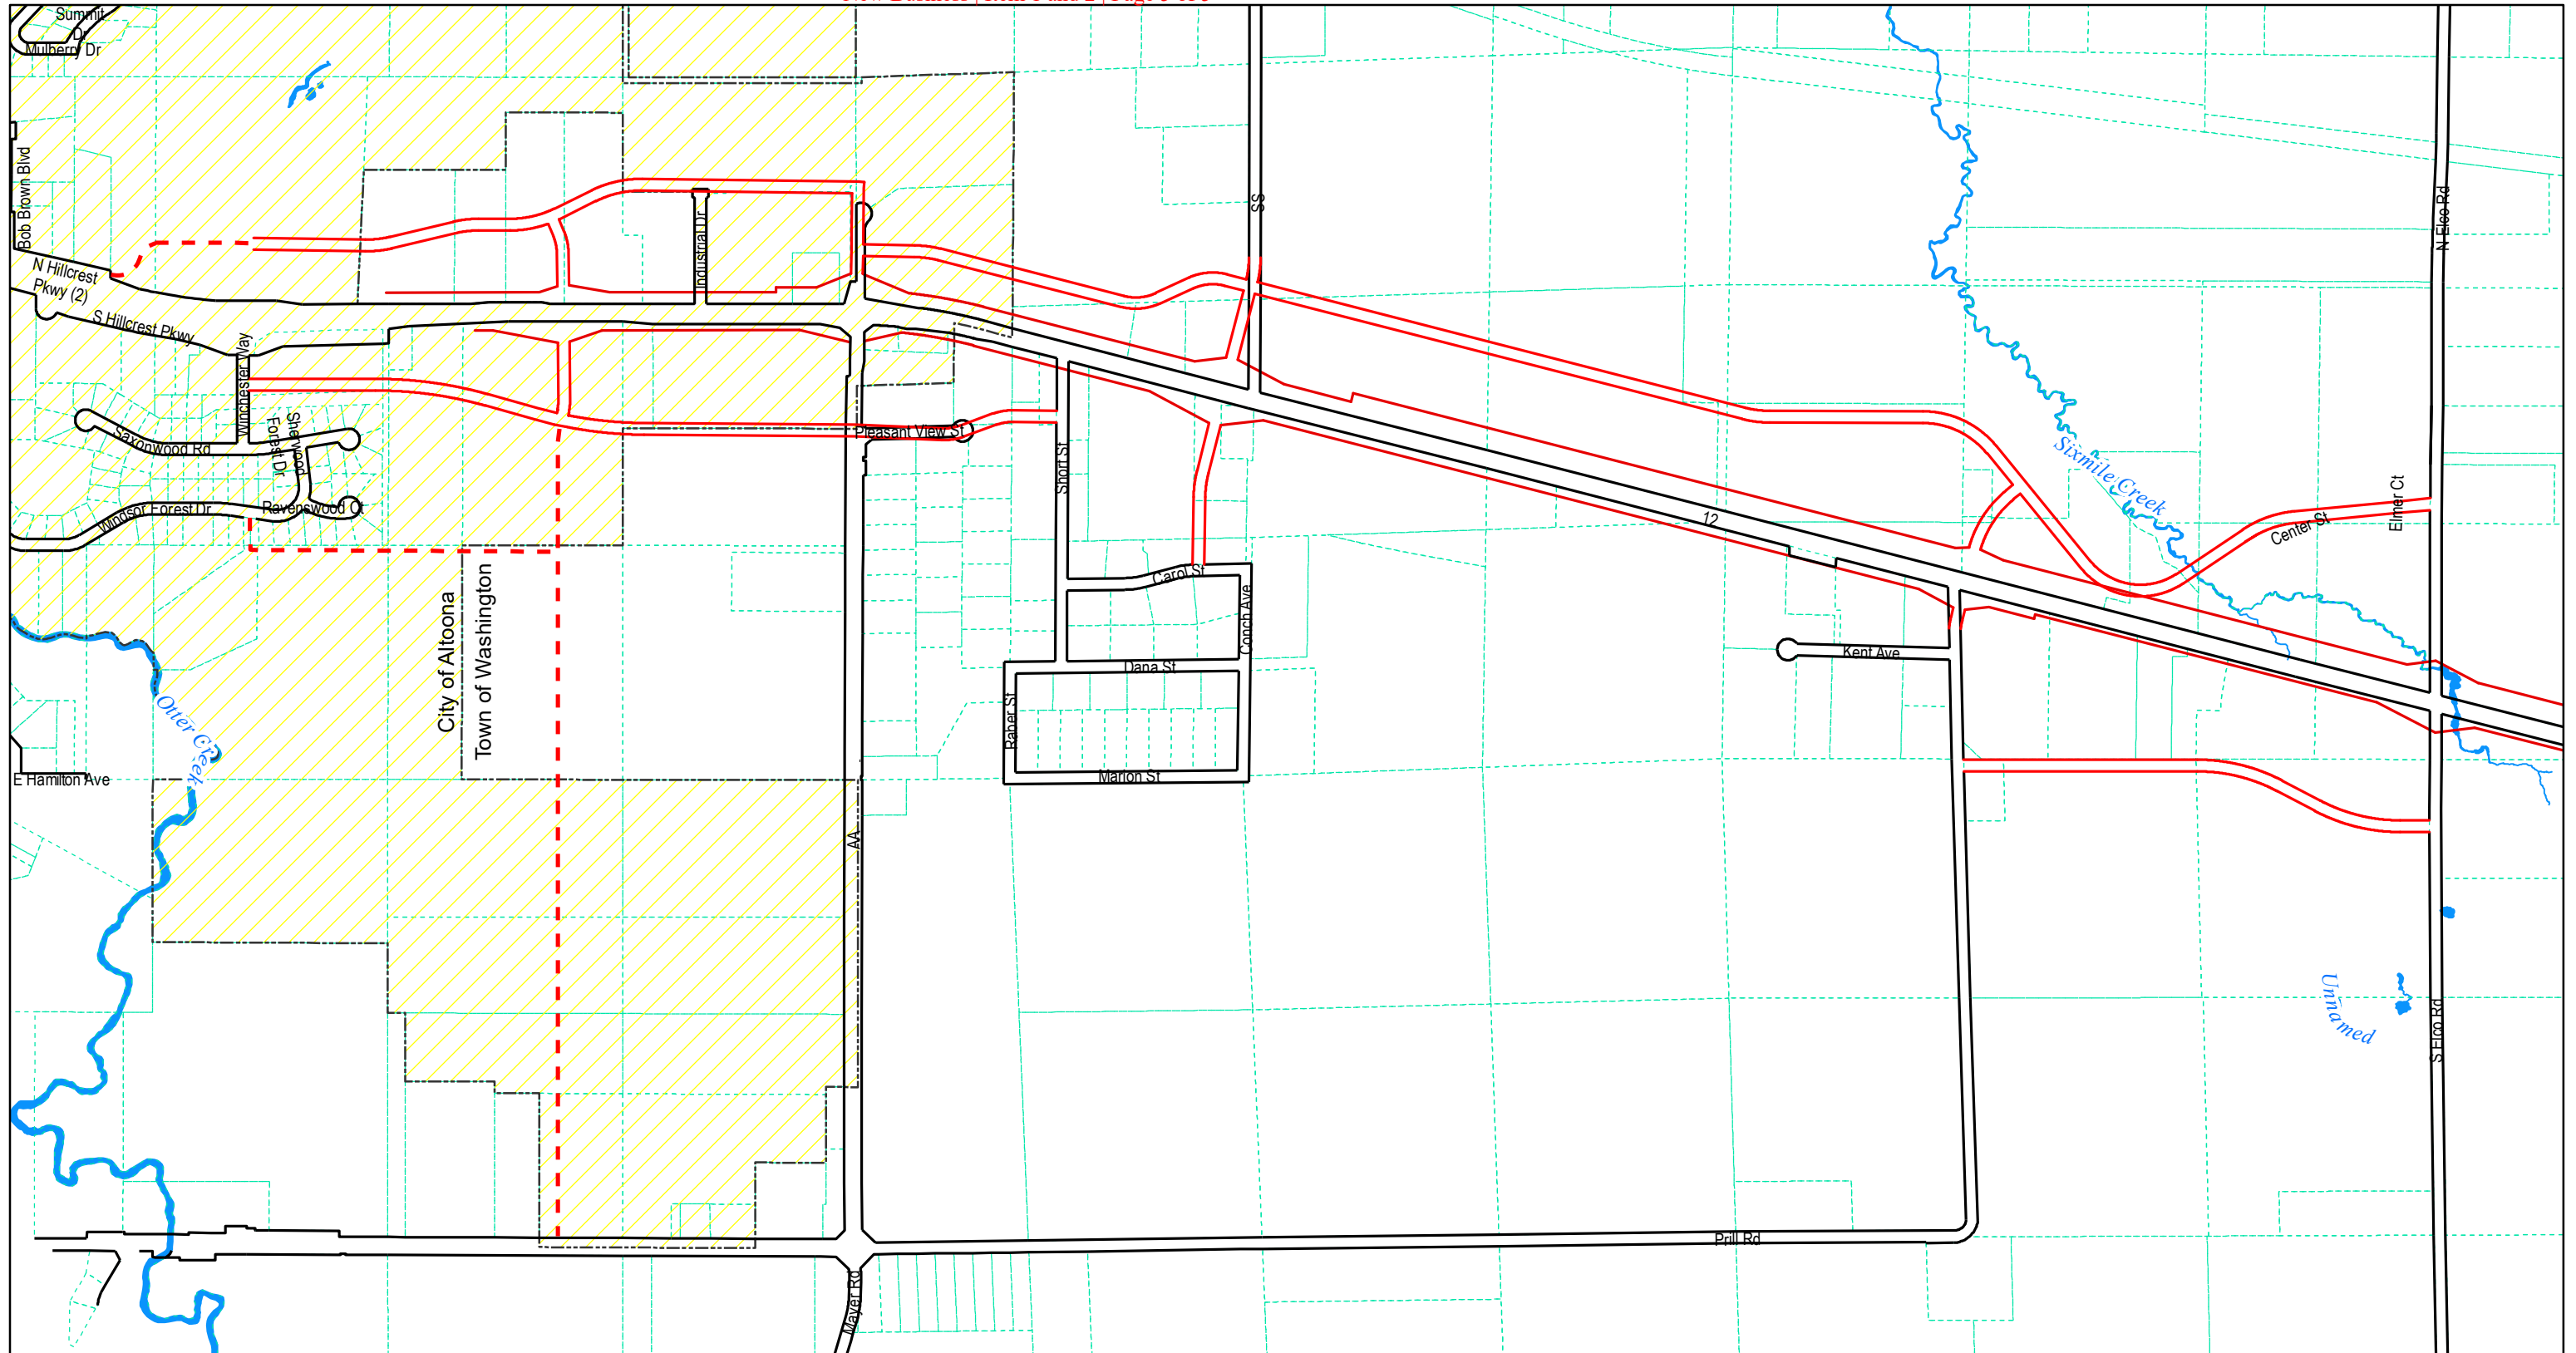 Summit
Dr
Mulberry Dr
Bob Brown Blvd
N Hillcrest
Pkwy (2)
S Hillcrest Pkwy
Winchester Way
Industrial Dr
SS
N Elco Rd
Saxonwood Rd
Sherwood
Forest Dr
Windsor Forest Dr
Ravenswood Ct
Pleasant View St
Short St
12
Sixmile Creek
Center St
Elmer Ct
City of Altoona
Town of Washington
Carol St
Conch Ave
Dana St
Raber St
Marlon St
Kent Ave
Otter Creek
E Hamilton Ave
AA
Unnamed
S Elco Rd
Prill Rd
Mayer Rd